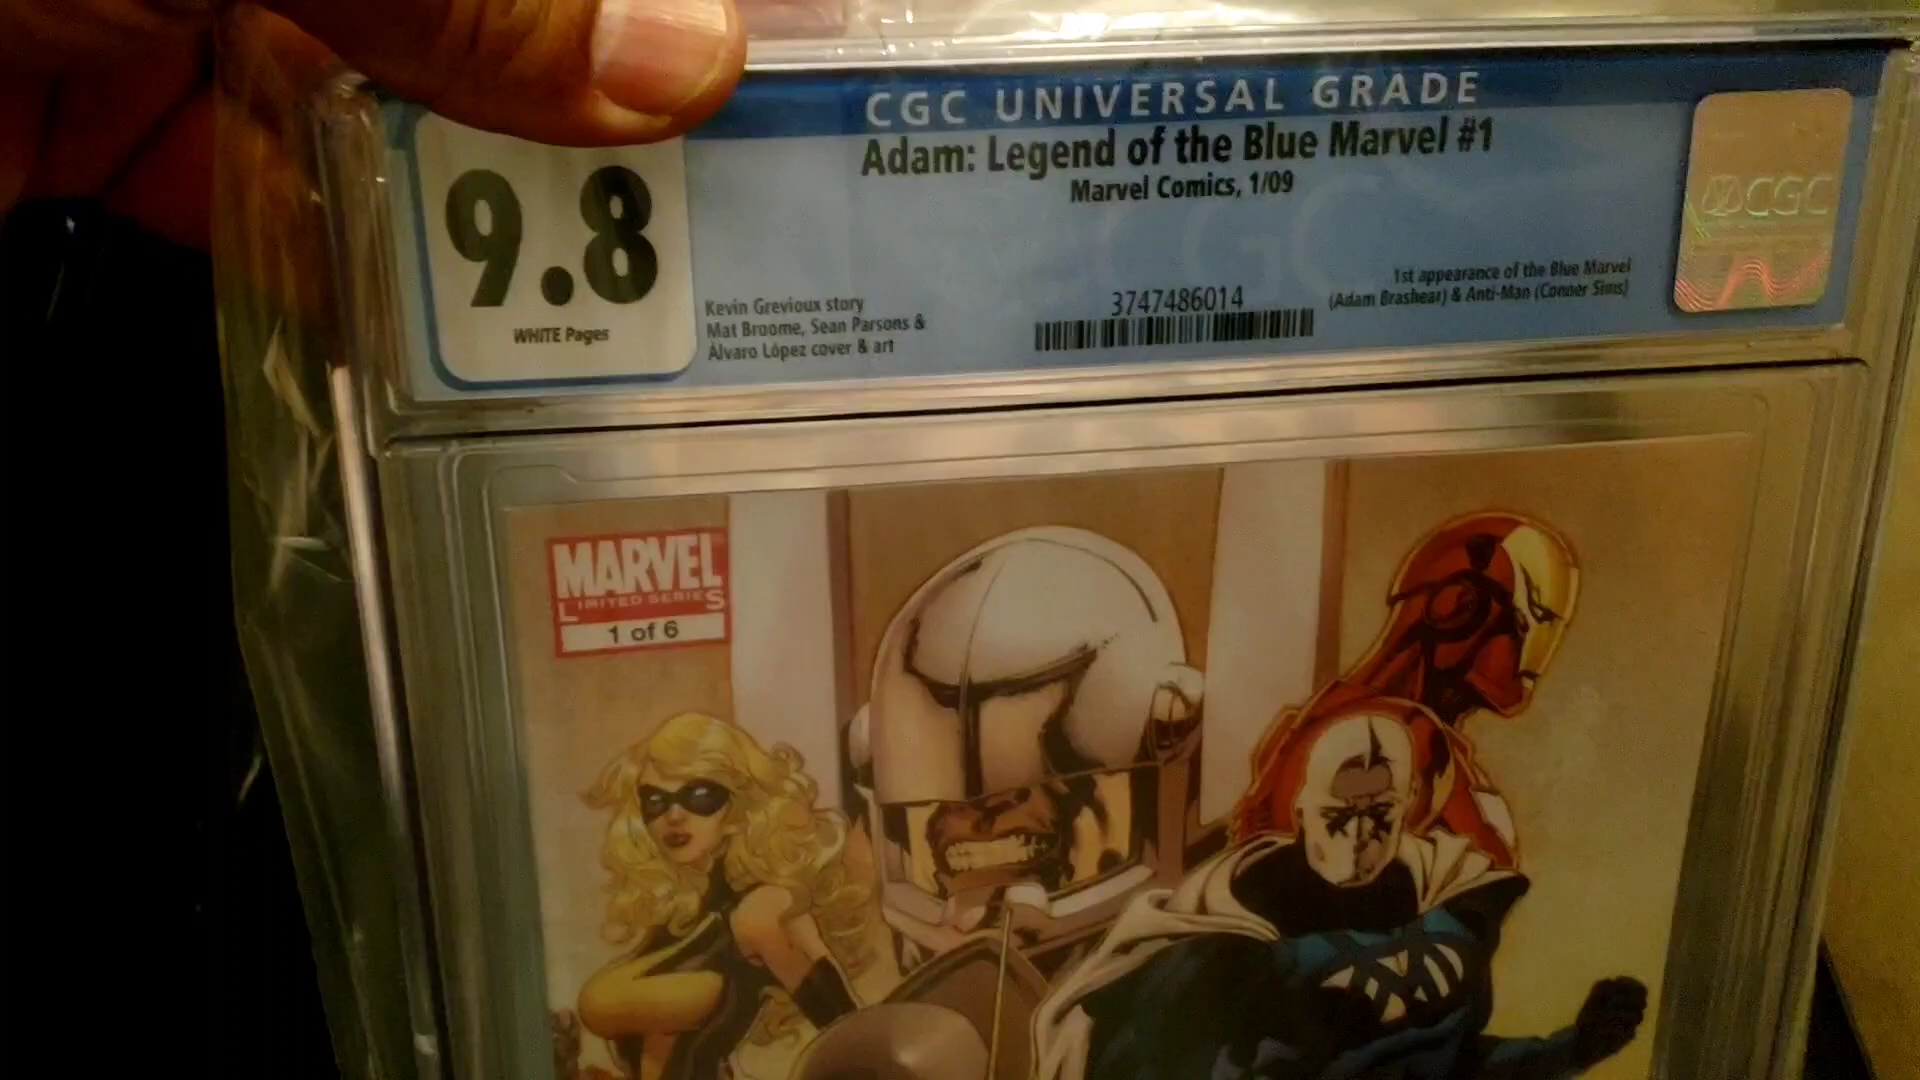 CGC UNIVERSAL GRADE
Adam: Legend of the Blue Marvel #1
Marvel Comics, 1/09
9.8
WHITE Pages
Kevin Grevioux story
Mat Broome, Sean Parsons &
Álvaro López cover & art
3747486014
1st appearance of the Blue Marvel
(Adam Brashear) & Anti-Man (Conner Sims)
CGC
MARVEL
LIMITED SERIES
1 of 6